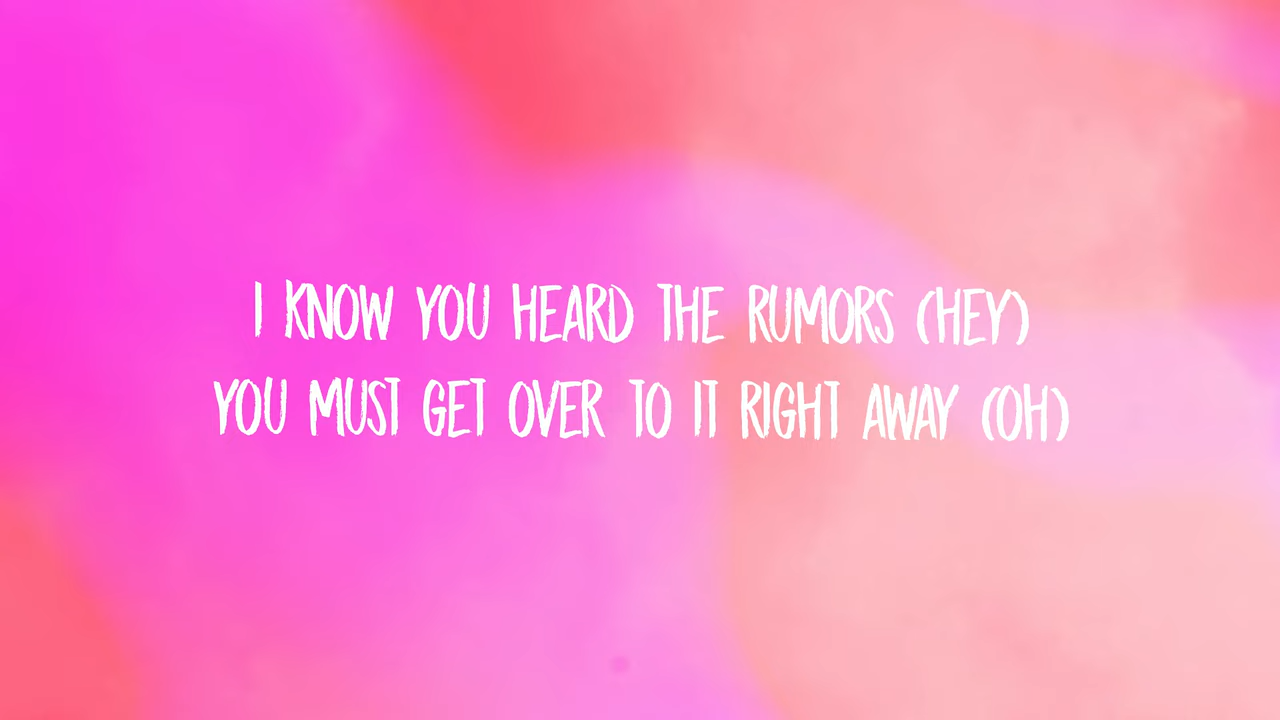 I KNOW YOU HEARD THE RUMORS (HEY)
YOU MUST GET OVER TO IT RIGHT AWAY (OH)